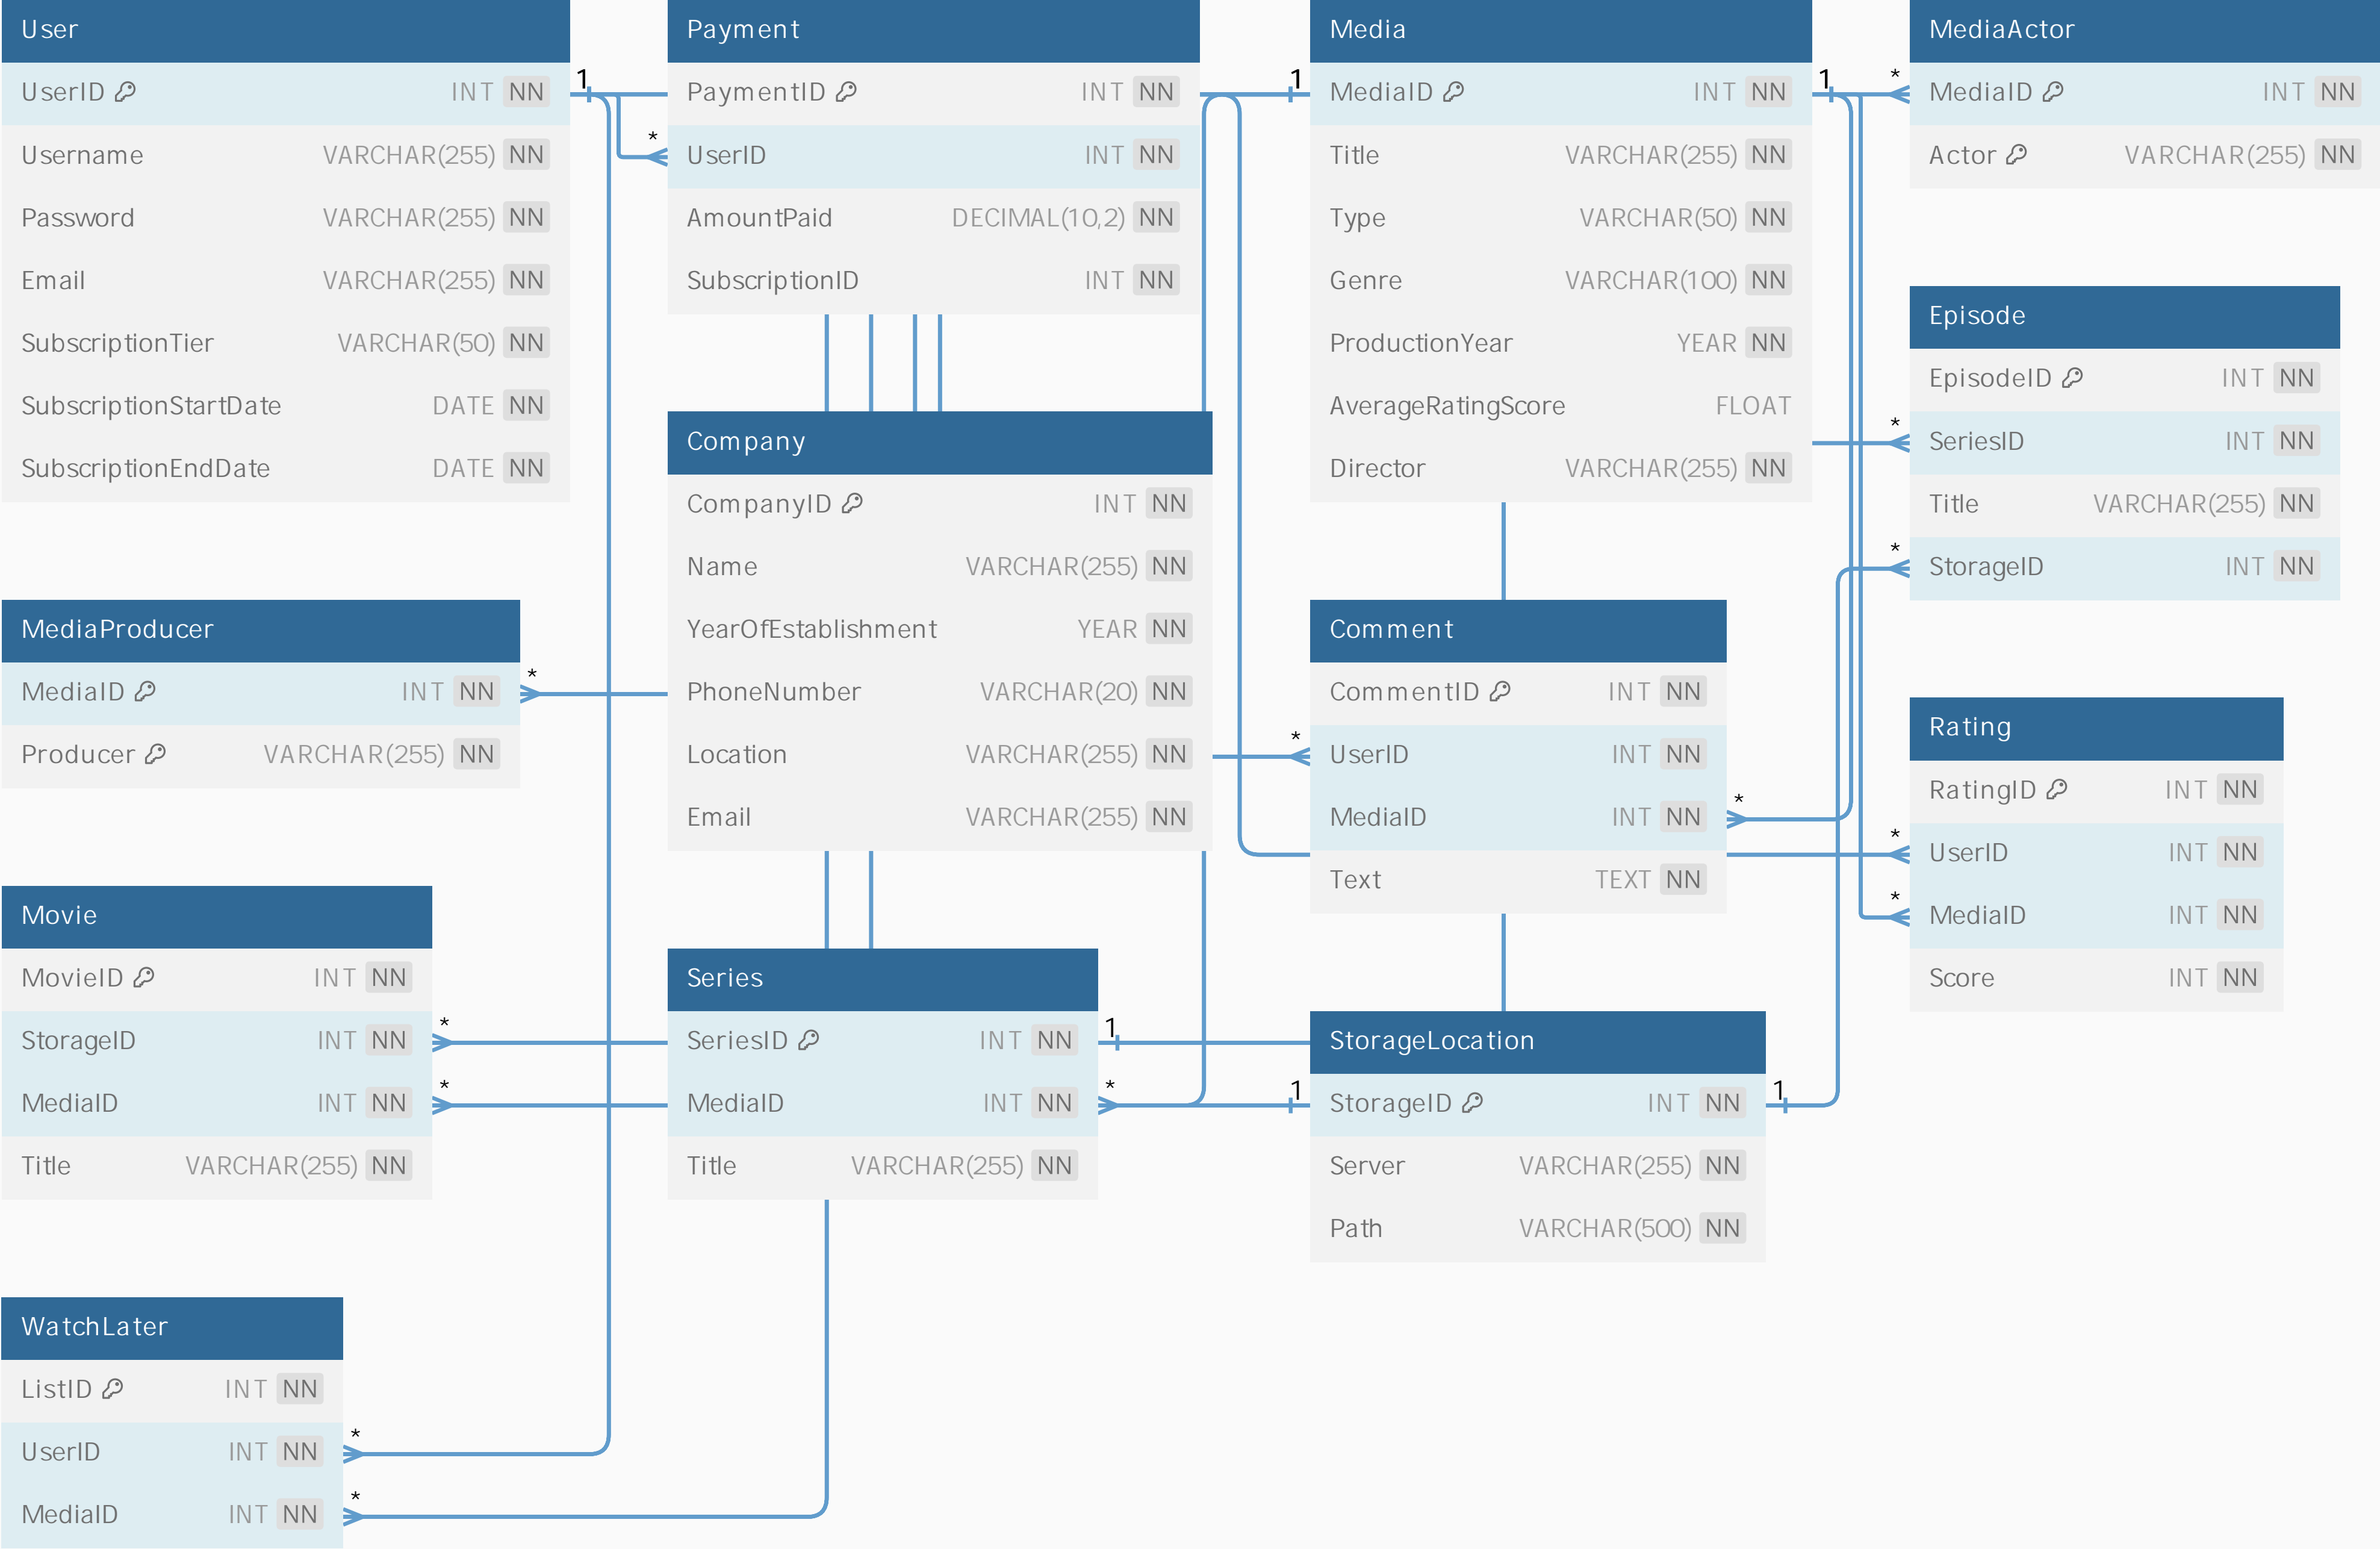 User
UserID INT NN
Username VARCHAR(255) NN
Password VARCHAR(255) NN
Email VARCHAR(255) NN
SubscriptionTier VARCHAR(50) NN
SubscriptionStartDate DATE NN
SubscriptionEndDate DATE NN
1
*
Payment
PaymentID INT NN
UserID INT NN
AmountPaid DECIMAL(10,2) NN
SubscriptionID INT NN
1
Media
MediaID INT NN
Title VARCHAR(255) NN
Type VARCHAR(50) NN
Genre VARCHAR(100) NN
ProductionYear YEAR NN
AverageRatingScore FLOAT
Director VARCHAR(255) NN
1
*
MediaActor
MediaID INT NN
Actor VARCHAR(255) NN
Episode
EpisodeID INT NN
*
SeriesID INT NN
Title VARCHAR(255) NN
*
StorageID INT NN
Company
CompanyID INT NN
Name VARCHAR(255) NN
YearOfEstablishment YEAR NN
PhoneNumber VARCHAR(20) NN
Location VARCHAR(255) NN
Email VARCHAR(255) NN
MediaProducer
MediaID INT NN
*
Producer VARCHAR(255) NN
Comment
CommentID INT NN
*
UserID INT NN
MediaID INT NN
*
Text TEXT NN
Rating
RatingID INT NN
*
UserID INT NN
*
MediaID INT NN
Score INT NN
Movie
MovieID INT NN
StorageID INT NN
*
MediaID INT NN
*
Title VARCHAR(255) NN
Series
SeriesID INT NN
1
MediaID INT NN
*
Title VARCHAR(255) NN
StorageLocation
1
StorageID INT NN
1
Server VARCHAR(255) NN
Path VARCHAR(500) NN
WatchLater
ListID INT NN
UserID INT NN
*
MediaID INT NN
*